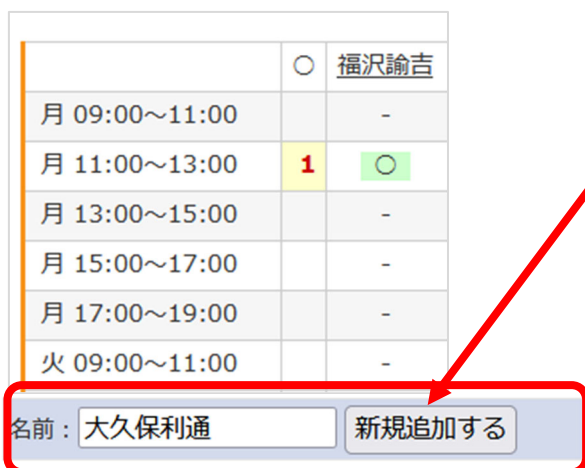 ○ 福沢諭吉
月 09:00～11:00 -
月 11:00～13:00 1 ○
月 13:00～15:00 -
月 15:00～17:00 -
月 17:00～19:00 -
火 09:00～11:00 -
名前 : 大久保利通 新規追加する